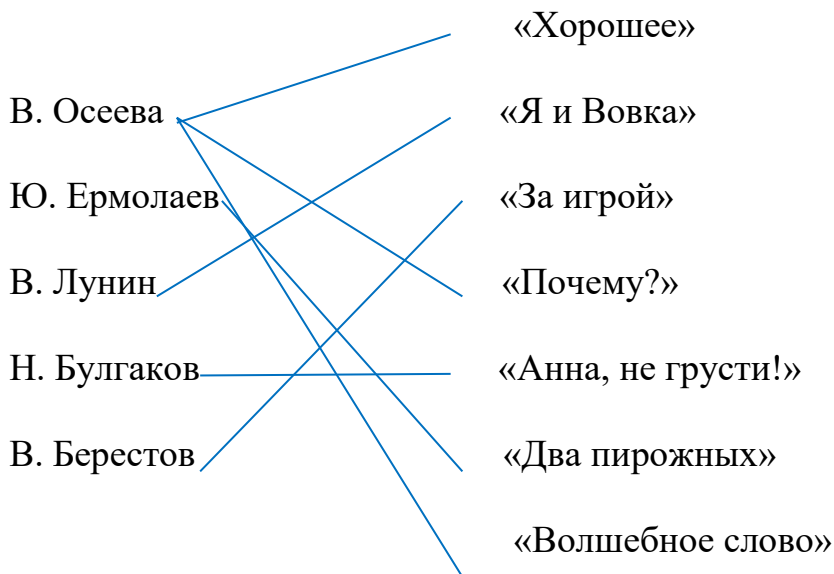 «Хорошее»
В. Осеева «Я и Вовка»
Ю. Ермолаев «За игрой»
В. Лунин «Почему?»
Н. Булгаков «Анна, не грусти!»
В. Берестов «Два пирожных»
«Волшебное слово»